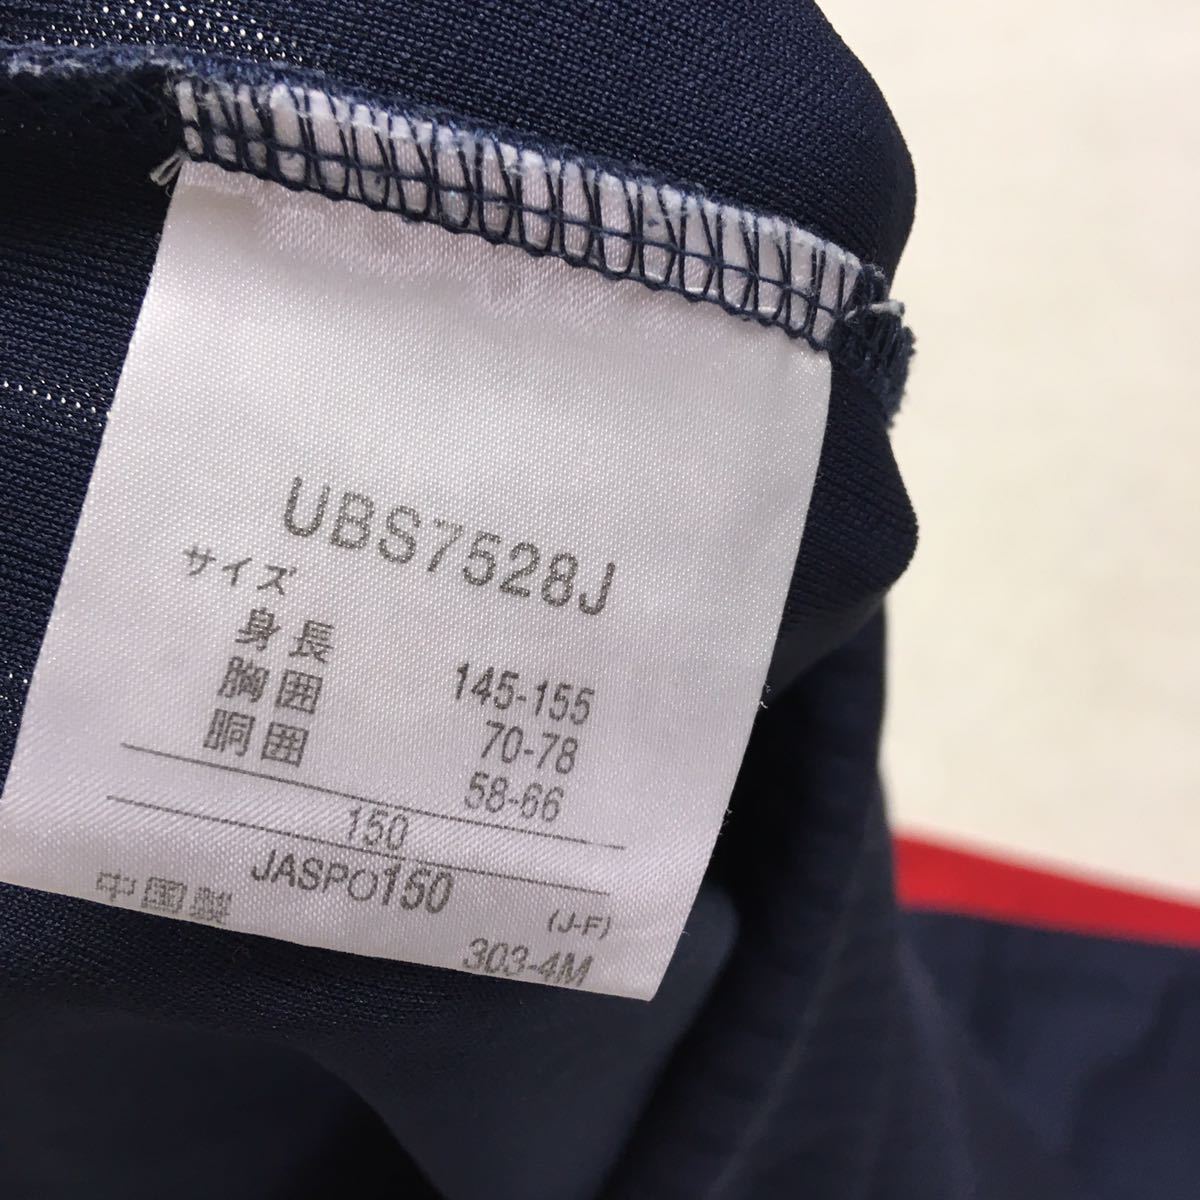 UBS7528J
サイズ
身長 145-155
胸囲 70-78
胴囲 58-66
150
JASPO150
(J-F)
中国製 303-4M